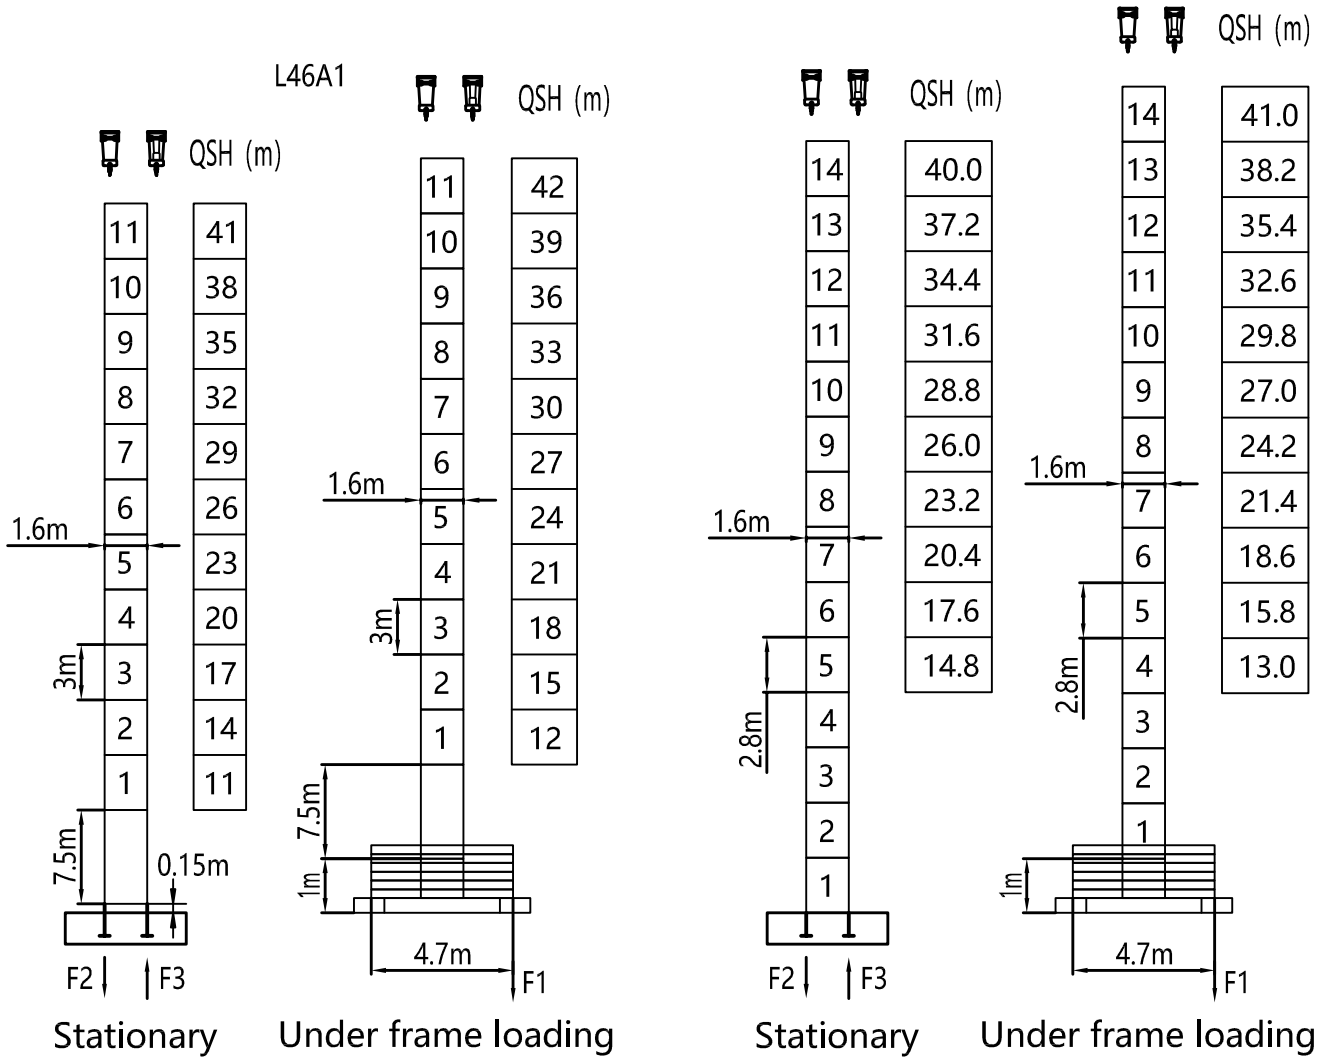 L46A1
QSH (m)
11 41
10 38
9 35
8 32
7 29
6 26
1.6m
5 23
4 20
3m
3 17
2 14
1 11
7.5m
0.15m
F2 F3
Stationary
QSH (m)
11 42
10 39
9 36
8 33
7 30
6 27
1.6m
5 24
4 21
3m
3 18
2 15
1 12
7.5m
1m
4.7m
F1
Under frame loading
QSH (m)
14 40.0
13 37.2
12 34.4
11 31.6
10 28.8
9 26.0
8 23.2
1.6m
7 20.4
6 17.6
5 14.8
2.8m
4
3
2
1
F2 F3
Stationary
QSH (m)
14 41.0
13 38.2
12 35.4
11 32.6
10 29.8
9 27.0
8 24.2
1.6m
7 21.4
6 18.6
5 15.8
4 13.0
2.8m
3
2
1
1m
4.7m
F1
Under frame loading